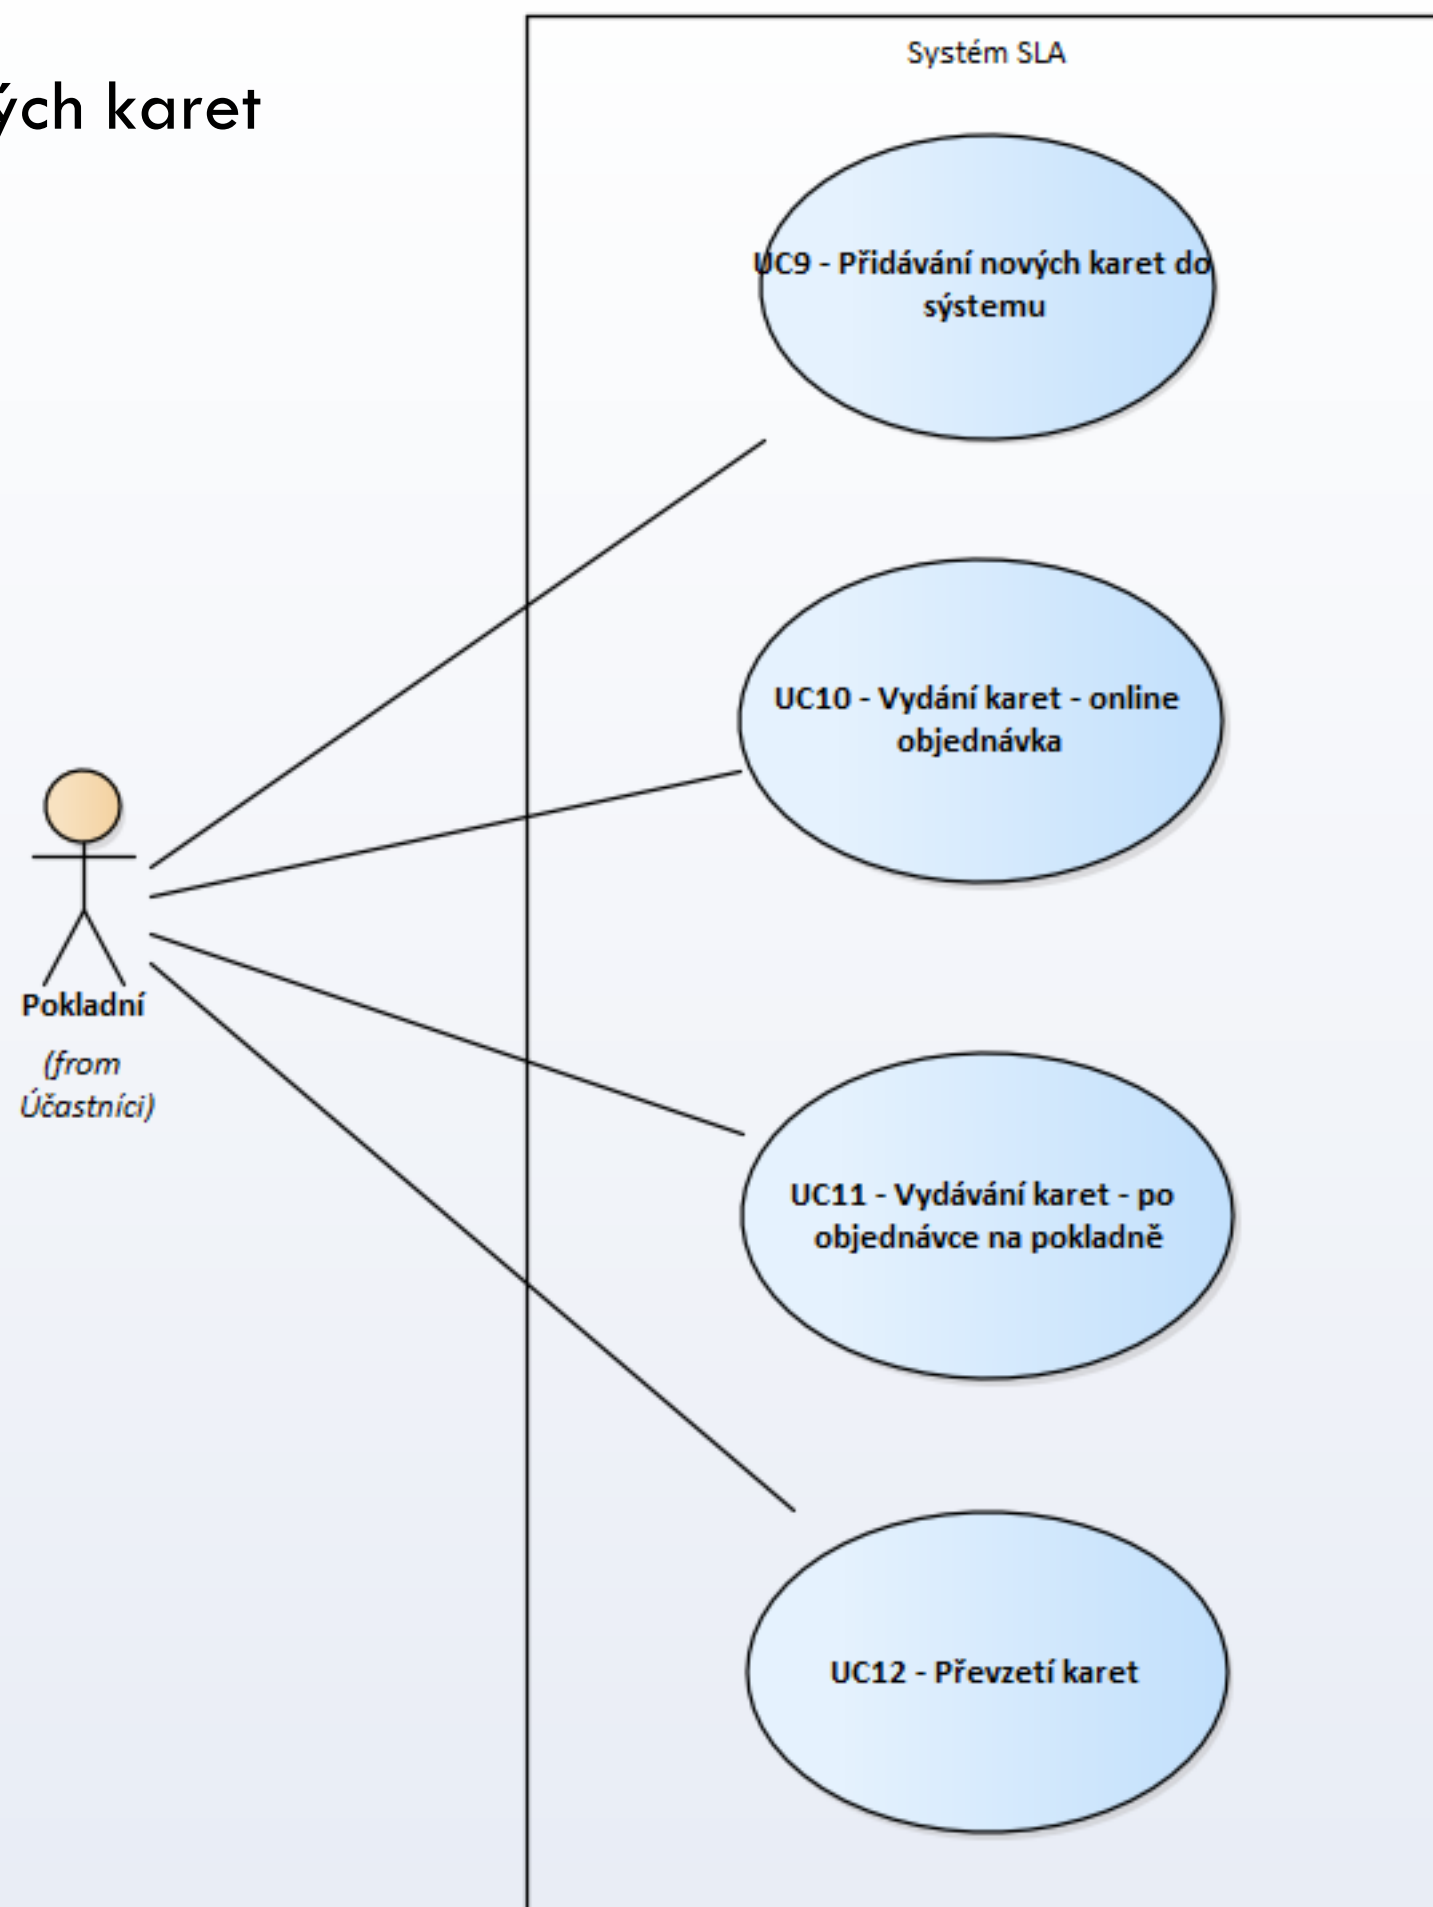 Systém SLA
ých karet
UC9 - Přidávání nových karet do
sýstemu
UC10 - Vydání karet - online
objednávka
Pokladní
(from
Účastníci)
UC11 - Vydávání karet - po
objednávce na pokladně
UC12 - Převzetí karet